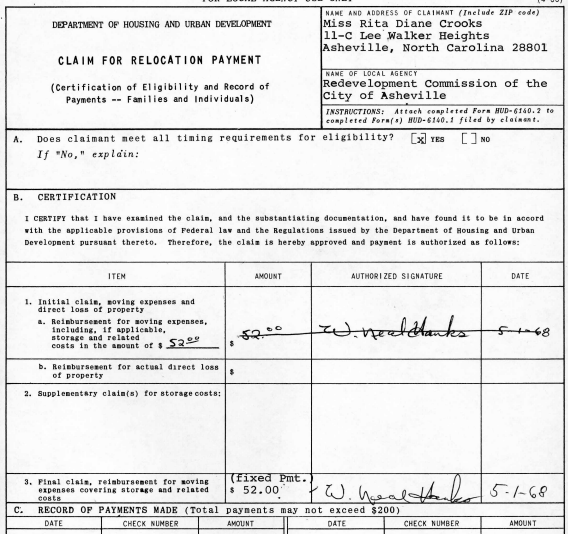 DEPARTMENT OF HOUSING AND URBAN DEVELOPMENT
CLAIM FOR RELOCATION PAYMENT
(Certification of Eligibility and Record of
Payments -- Families and Individuals)
NAME AND ADDRESS OF CLAIMANT (Include ZIP code)
Miss Rita Diane Crooks
11-C Lee Walker Heights
Asheville, North Carolina 28801
NAME OF LOCAL AGENCY
Redevelopment Commission of the
City of Asheville
INSTRUCTIONS: Attach completed Form HUD-6140.2 to
completed Form(s) HUD-6140.1 filed by claimant.
A. Does claimant meet all timing requirements for eligibility? [x] YES [ ] NO
If "No," explain:
B. CERTIFICATION
I CERTIFY that I have examined the claim, and the substantiating documentation, and have found it to be in accord
with the applicable provisions of Federal law and the Regulations issued by the Department of Housing and Urban
Development pursuant thereto. Therefore, the claim is hereby approved and payment is authorized as follows:
ITEM AMOUNT AUTHORIZED SIGNATURE DATE
1. Initial claim, moving expenses and
direct loss of property
a. Reimbursement for moving expenses,
including, if applicable,
storage and related
costs in the amount of $ 52.00 $ 52.00 W. Neal Hanks 5-1-68
b. Reimbursement for actual direct loss
of property $
2. Supplementary claim(s) for storage costs:
3. Final claim, reimbursement for moving
expenses covering storage and related
costs (fixed Pmt.) $ 52.00 W. Neal Hanks 5-1-68
C. RECORD OF PAYMENTS MADE (Total payments may not exceed $200)
DATE CHECK NUMBER AMOUNT DATE CHECK NUMBER AMOUNT